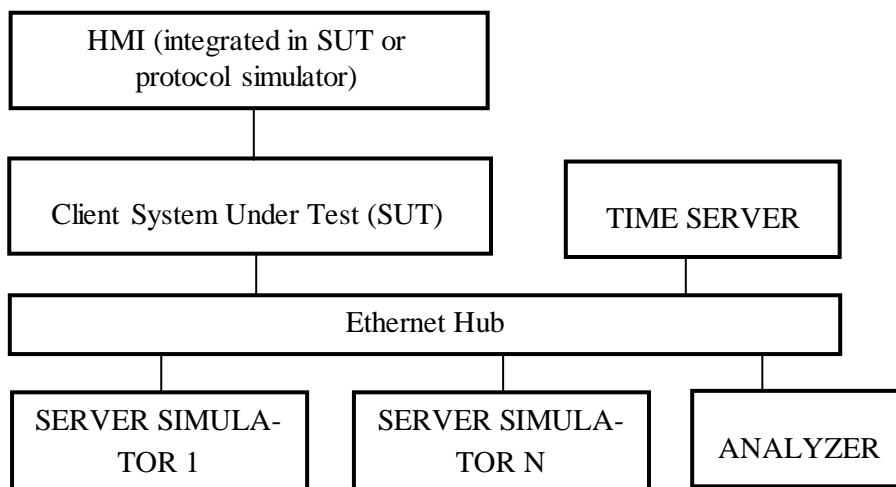 HMI (integrated in SUT or
protocol simulator)
Client System Under Test (SUT)
TIME SERVER
Ethernet Hub
SERVER SIMULA-
TOR 1
SERVER SIMULA-
TOR N
ANALYZER